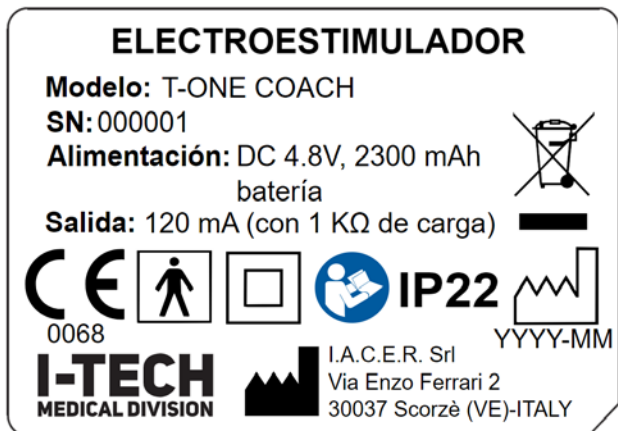 ELECTROESTIMULADOR
Modelo: T-ONE COACH
SN: 000001
Alimentación: DC 4.8V, 2300 mAh
batería
Salida: 120 mA (con 1 KΩ de carga)
CE
0068
IP22
YYYY-MM
I-TECH
MEDICAL DIVISION
I.A.C.E.R. Srl
Via Enzo Ferrari 2
30037 Scorzè (VE)-ITALY